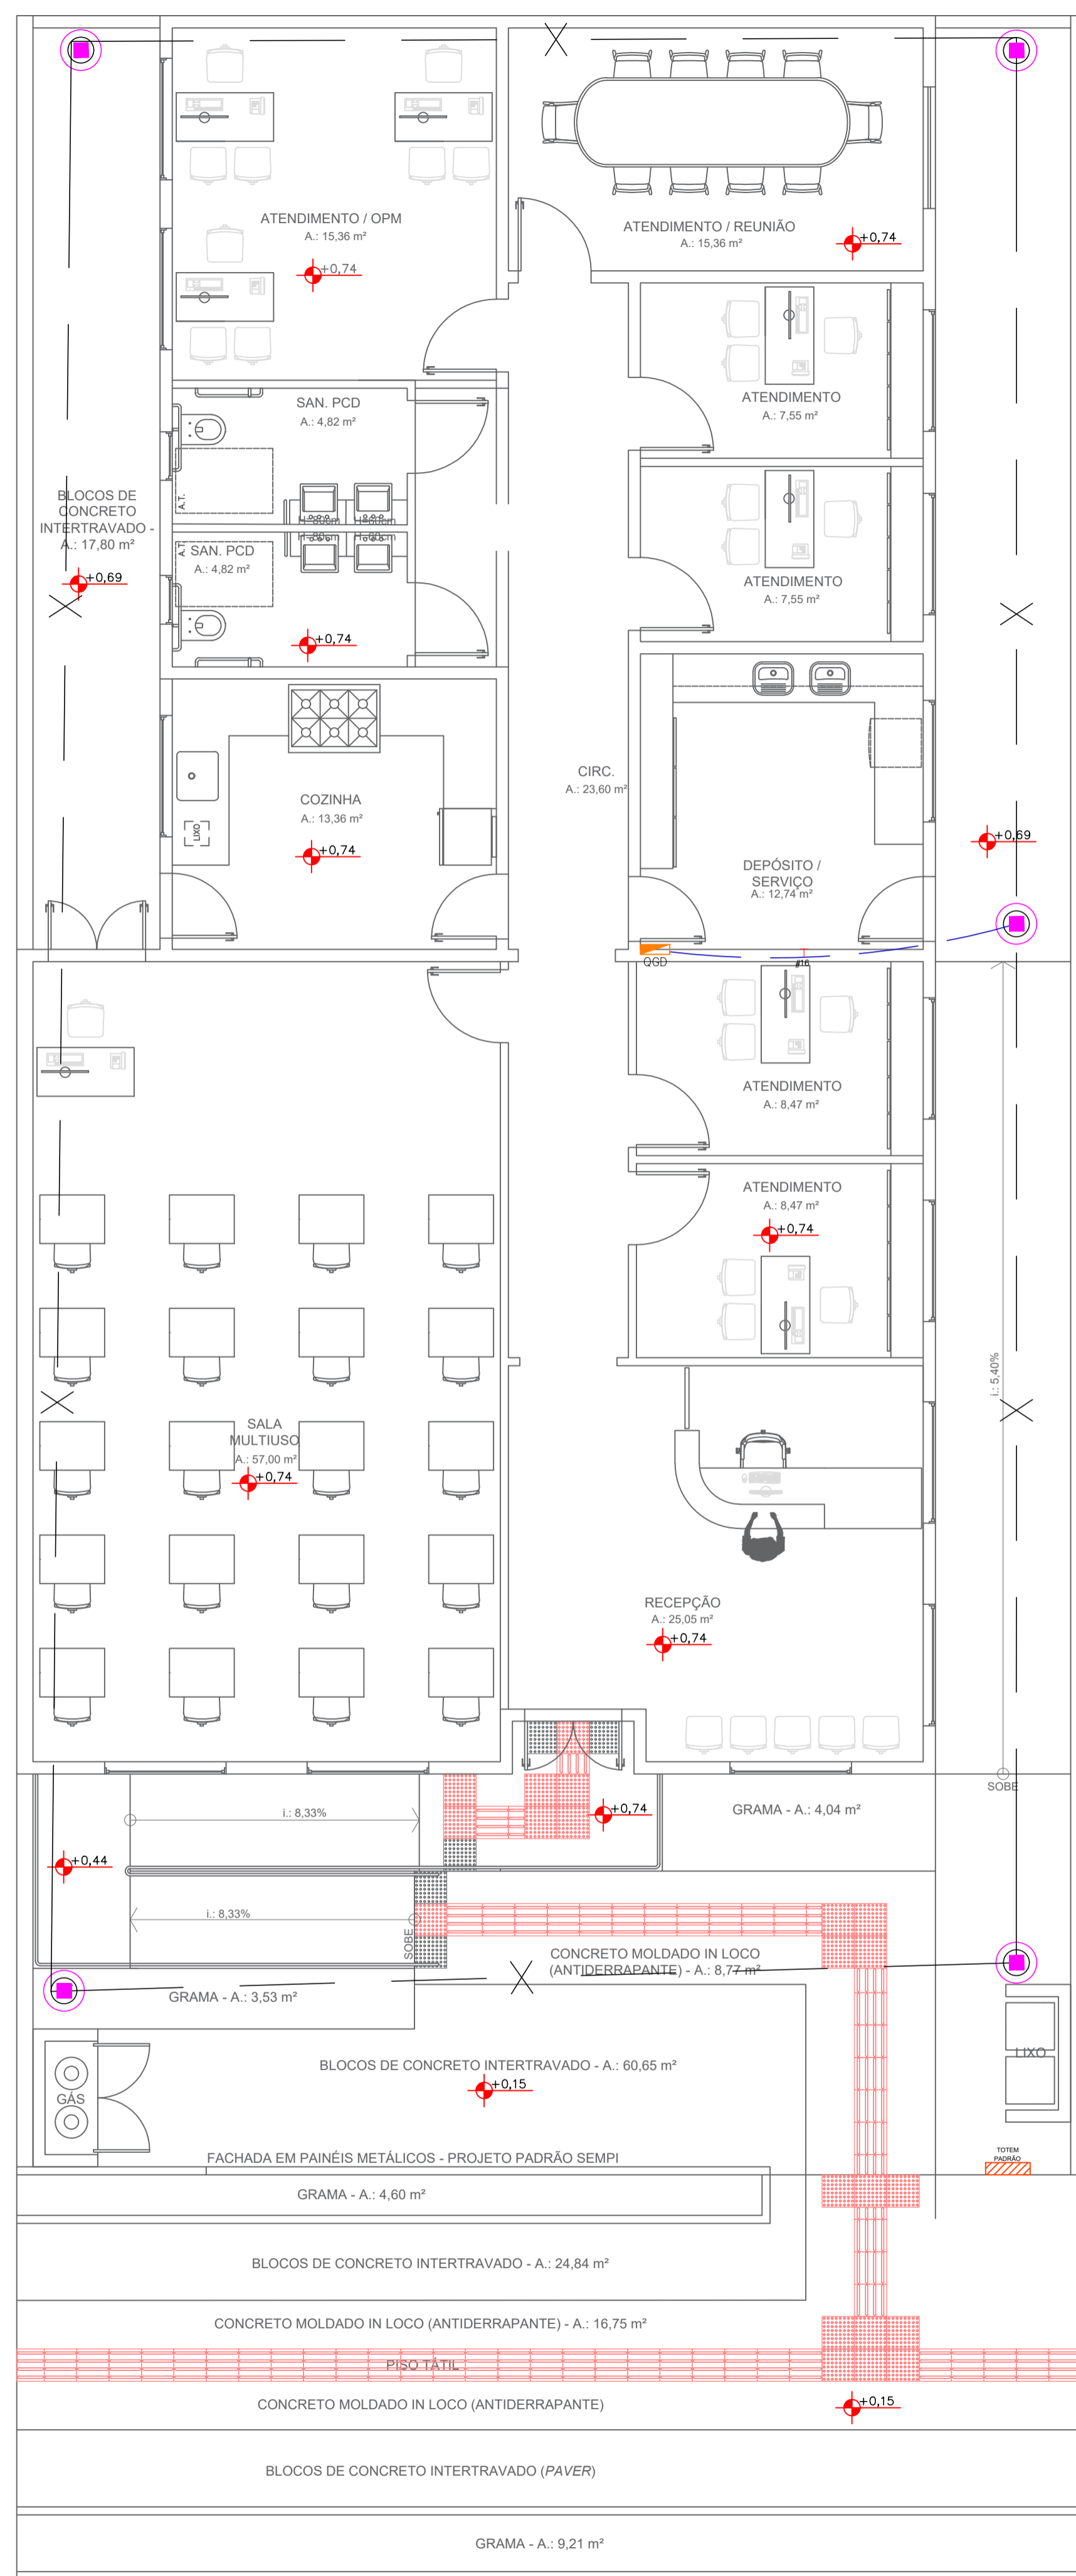 ATENDIMENTO / OPM
A.: 15,36 m²
+0,74
ATENDIMENTO / REUNIÃO
A.: 15,36 m²
+0,74
ATENDIMENTO
A.: 7,55 m²
SAN. PCD
A.: 4,82 m²
A.T.
H=80cm
H=60cm
H=80cm
H=60cm
BLOCOS DE
CONCRETO
INTERTRAVADO -
A.: 17,80 m²
+0,69
A.T.
SAN. PCD
A.: 4,82 m²
+0,74
ATENDIMENTO
A.: 7,55 m²
CIRC.
A.: 23,60 m²
COZINHA
A.: 13,36 m²
LIXO
+0,74
DEPÓSITO /
SERVIÇO
A.: 12,74 m²
+0,69
QGD
#16
ATENDIMENTO
A.: 8,47 m²
ATENDIMENTO
A.: 8,47 m²
+0,74
i.: 5,40%
SALA
MULTIUSO
A.: 57,00 m²
+0,74
RECEPÇÃO
A.: 25,05 m²
+0,74
SOBE
i.: 8,33%
+0,74
GRAMA - A.: 4,04 m²
+0,44
i.: 8,33%
SOBE
CONCRETO MOLDADO IN LOCO
(ANTIDERRAPANTE) - A.: 8,77 m²
GRAMA - A.: 3,53 m²
LIXO
BLOCOS DE CONCRETO INTERTRAVADO - A.: 60,65 m²
+0,15
GÁS
TOTEM
PADRÃO
FACHADA EM PAINÉIS METÁLICOS - PROJETO PADRÃO SEMPI
GRAMA - A.: 4,60 m²
BLOCOS DE CONCRETO INTERTRAVADO - A.: 24,84 m²
CONCRETO MOLDADO IN LOCO (ANTIDERRAPANTE) - A.: 16,75 m²
PISO TÁTIL
CONCRETO MOLDADO IN LOCO (ANTIDERRAPANTE)
+0,15
BLOCOS DE CONCRETO INTERTRAVADO (PAVER)
GRAMA - A.: 9,21 m²